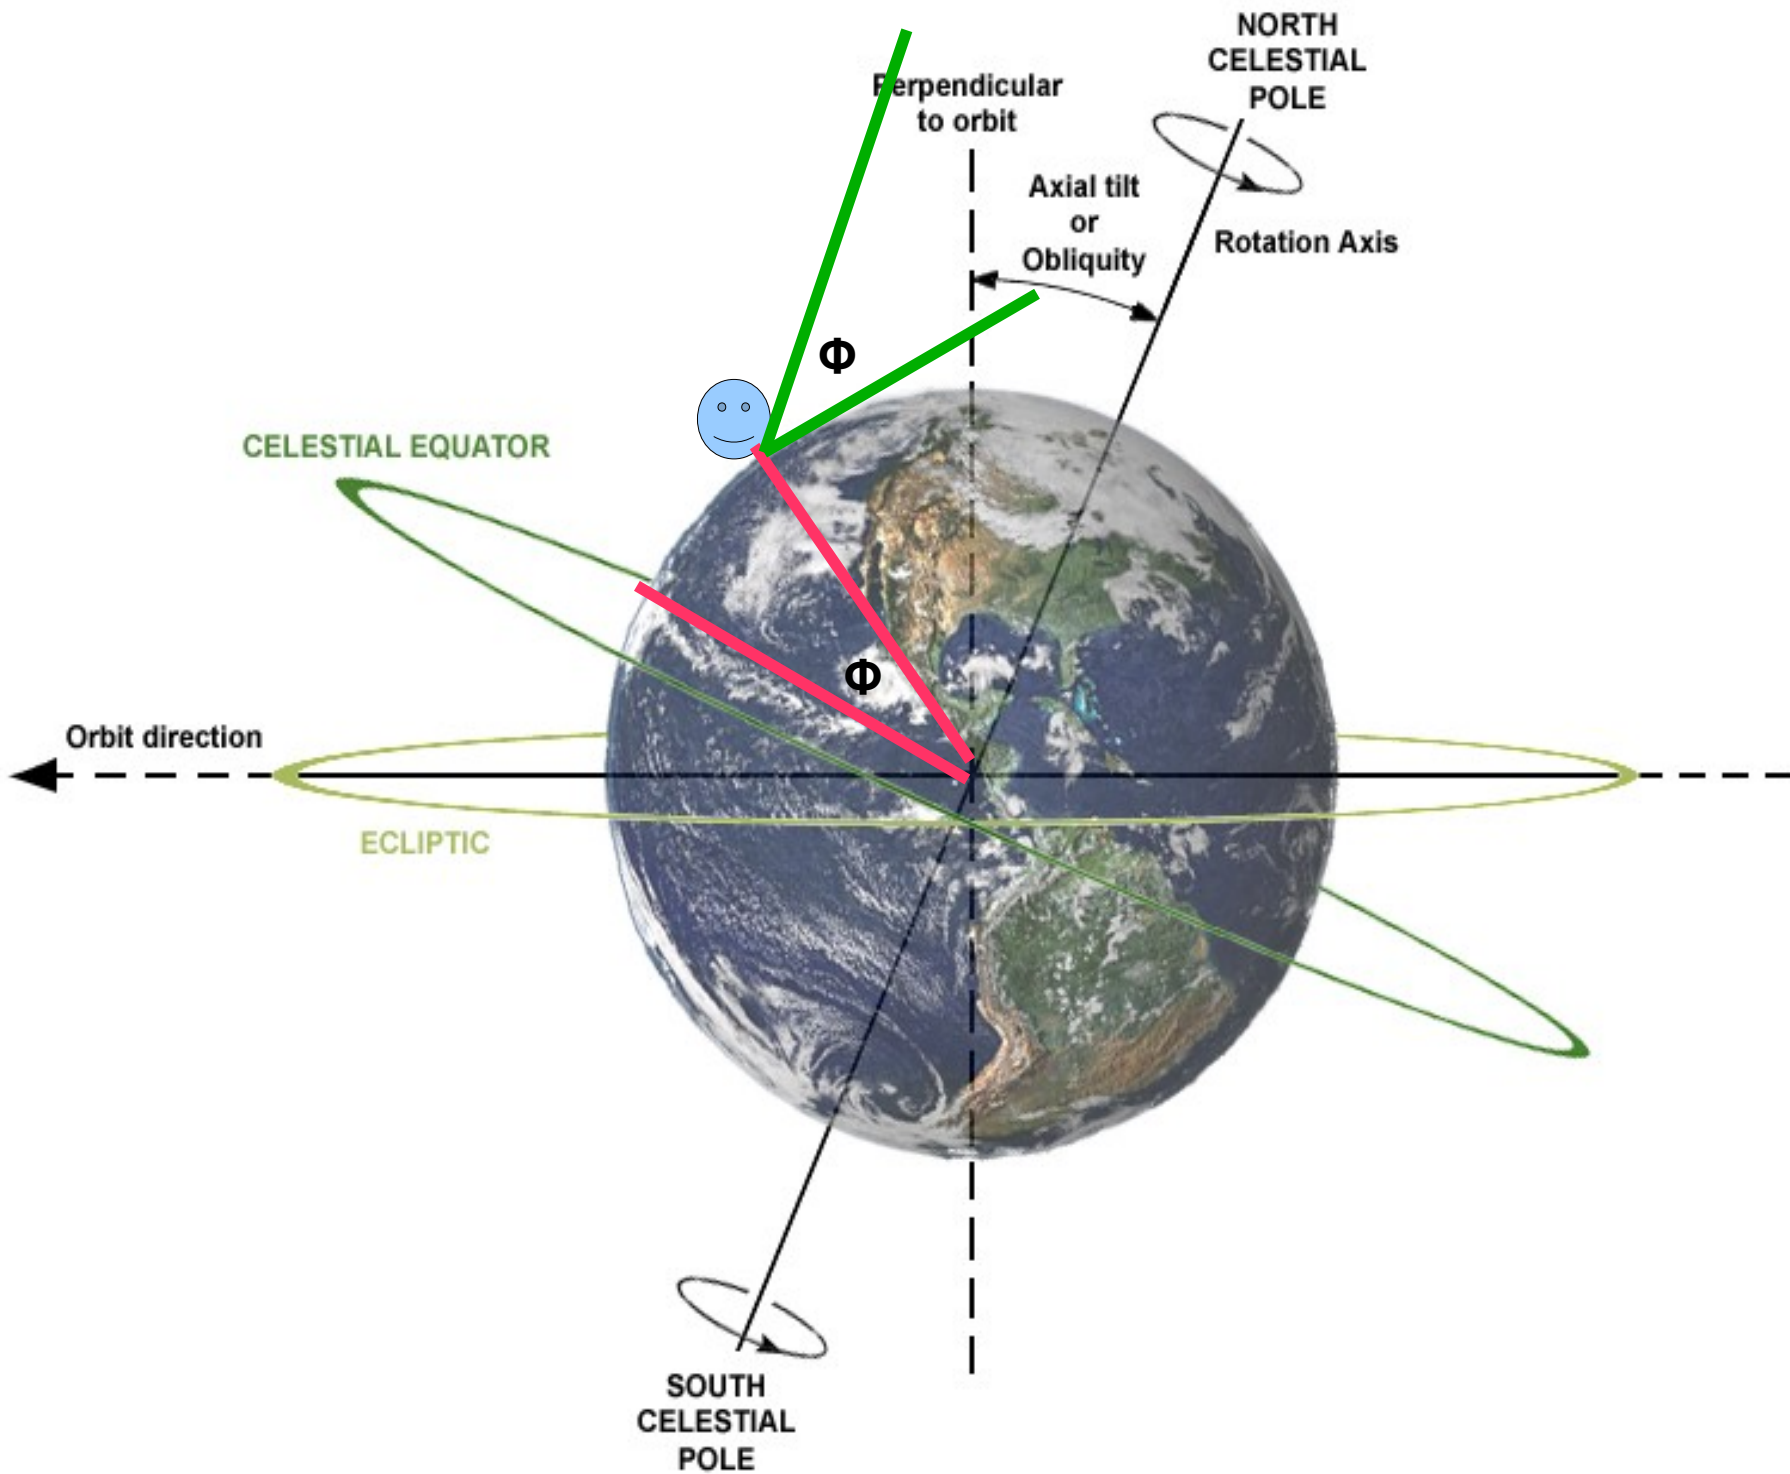 NORTH
CELESTIAL
POLE
Perpendicular
to orbit
Axial tilt
or
Obliquity
Rotation Axis
Φ
CELESTIAL EQUATOR
Φ
Orbit direction
ECLIPTIC
SOUTH
CELESTIAL
POLE